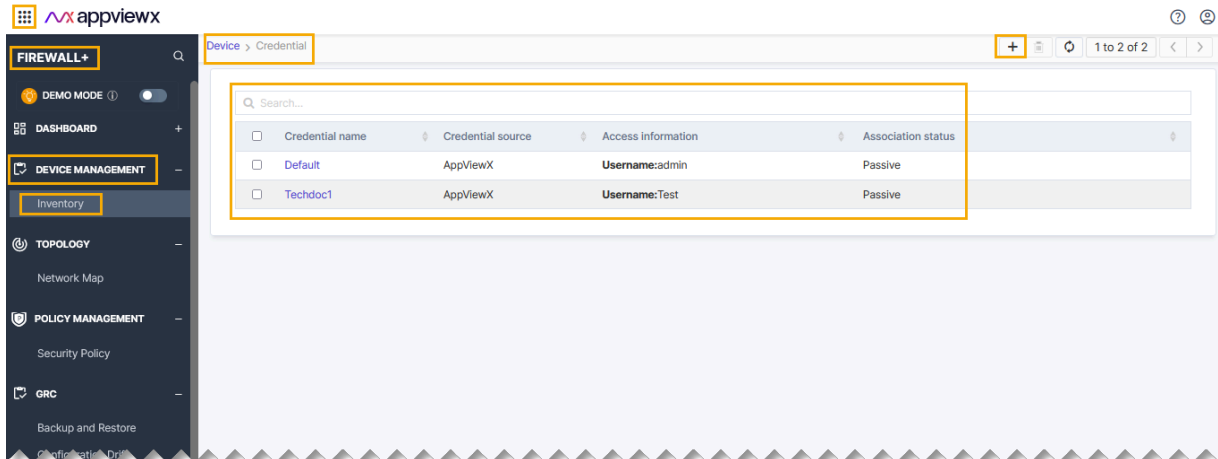 appviewx
FIREWALL+
Device > Credential
1 to 2 of 2
DEMO MODE
DASHBOARD
DEVICE MANAGEMENT
Inventory
TOPOLOGY
Network Map
POLICY MANAGEMENT
Security Policy
GRC
Backup and Restore
Search...
Credential name Credential source Access information Association status
Default AppViewX Username:admin Passive
Techdoc1 AppViewX Username:Test Passive